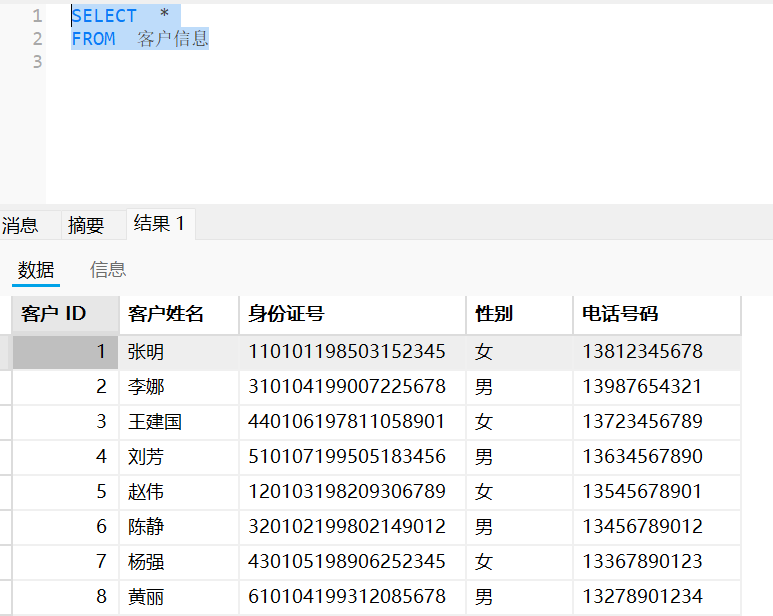 1 SELECT *
2 FROM 客户信息
3
消息 摘要 结果 1
数据 信息
客户 ID 客户姓名 身份证号 性别 电话号码
1 张明 110101198503152345 女 13812345678
2 李娜 310104199007225678 男 13987654321
3 王建国 440106197811058901 女 13723456789
4 刘芳 510107199505183456 男 13634567890
5 赵伟 120103198209306789 女 13545678901
6 陈静 320102199802149012 男 13456789012
7 杨强 430105198906252345 女 13367890123
8 黄丽 610104199312085678 男 13278901234